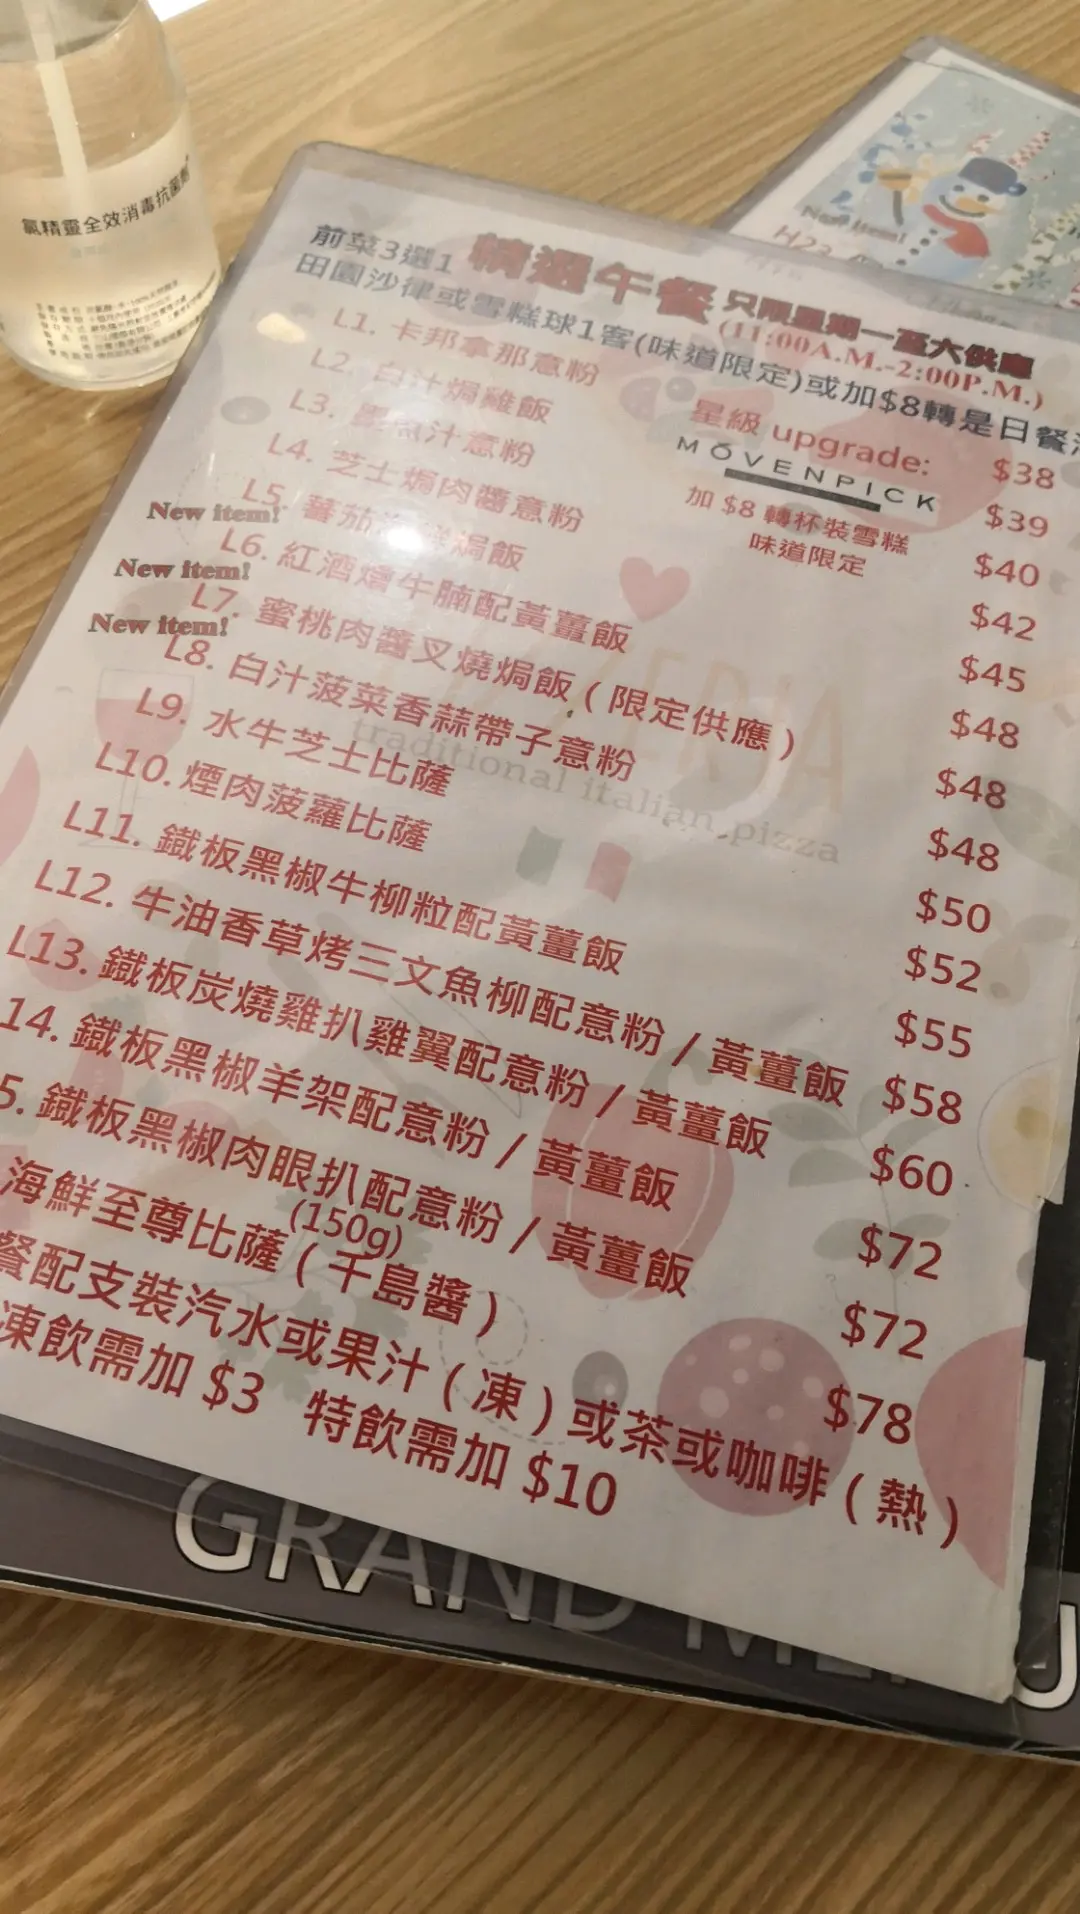 氯精靈全效消毒抗菌
New item!
精選午餐 只限星期一至六供應
(11:00A.M.-2:00P.M.)
前菜3選1
田園沙律或雪糕球1客(味道限定)或加$8轉是日餐
星級 upgrade:
MÖVENPICK
加 $8 轉杯裝雪糕
味道限定
L1. 卡邦拿那意粉 $38
L2. 白汁焗雞飯 $39
L3. 墨魚汁意粉 $40
L4. 芝士焗肉醬意粉 $42
L5. 蕃茄焗飯 $45
New item! L6. 紅酒燴牛腩配黃薑飯 $48
New item! L7. 蜜桃肉醬叉燒焗飯 ( 限定供應 ) $48
New item! L8. 白汁菠菜香蒜帶子意粉 $48
L9. 水牛芝士比薩 $50
L10. 煙肉菠蘿比薩 $52
L11. 鐵板黑椒牛柳粒配黃薑飯 $55
L12. 牛油香草烤三文魚柳配意粉 / 黃薑飯 $58
L13. 鐵板炭燒雞扒雞翼配意粉 / 黃薑飯 $60
14. 鐵板黑椒羊架配意粉 / 黃薑飯 $72
5. 鐵板黑椒肉眼扒配意粉 / 黃薑飯 $72
(150g)
海鮮至尊比薩 ( 千島醬 ) $78
餐配支裝汽水或果汁 ( 凍 ) 或茶或咖啡 ( 熱 )
凍飲需加 $3 特飲需加 $10
traditional italian pizza
GRAND MENU